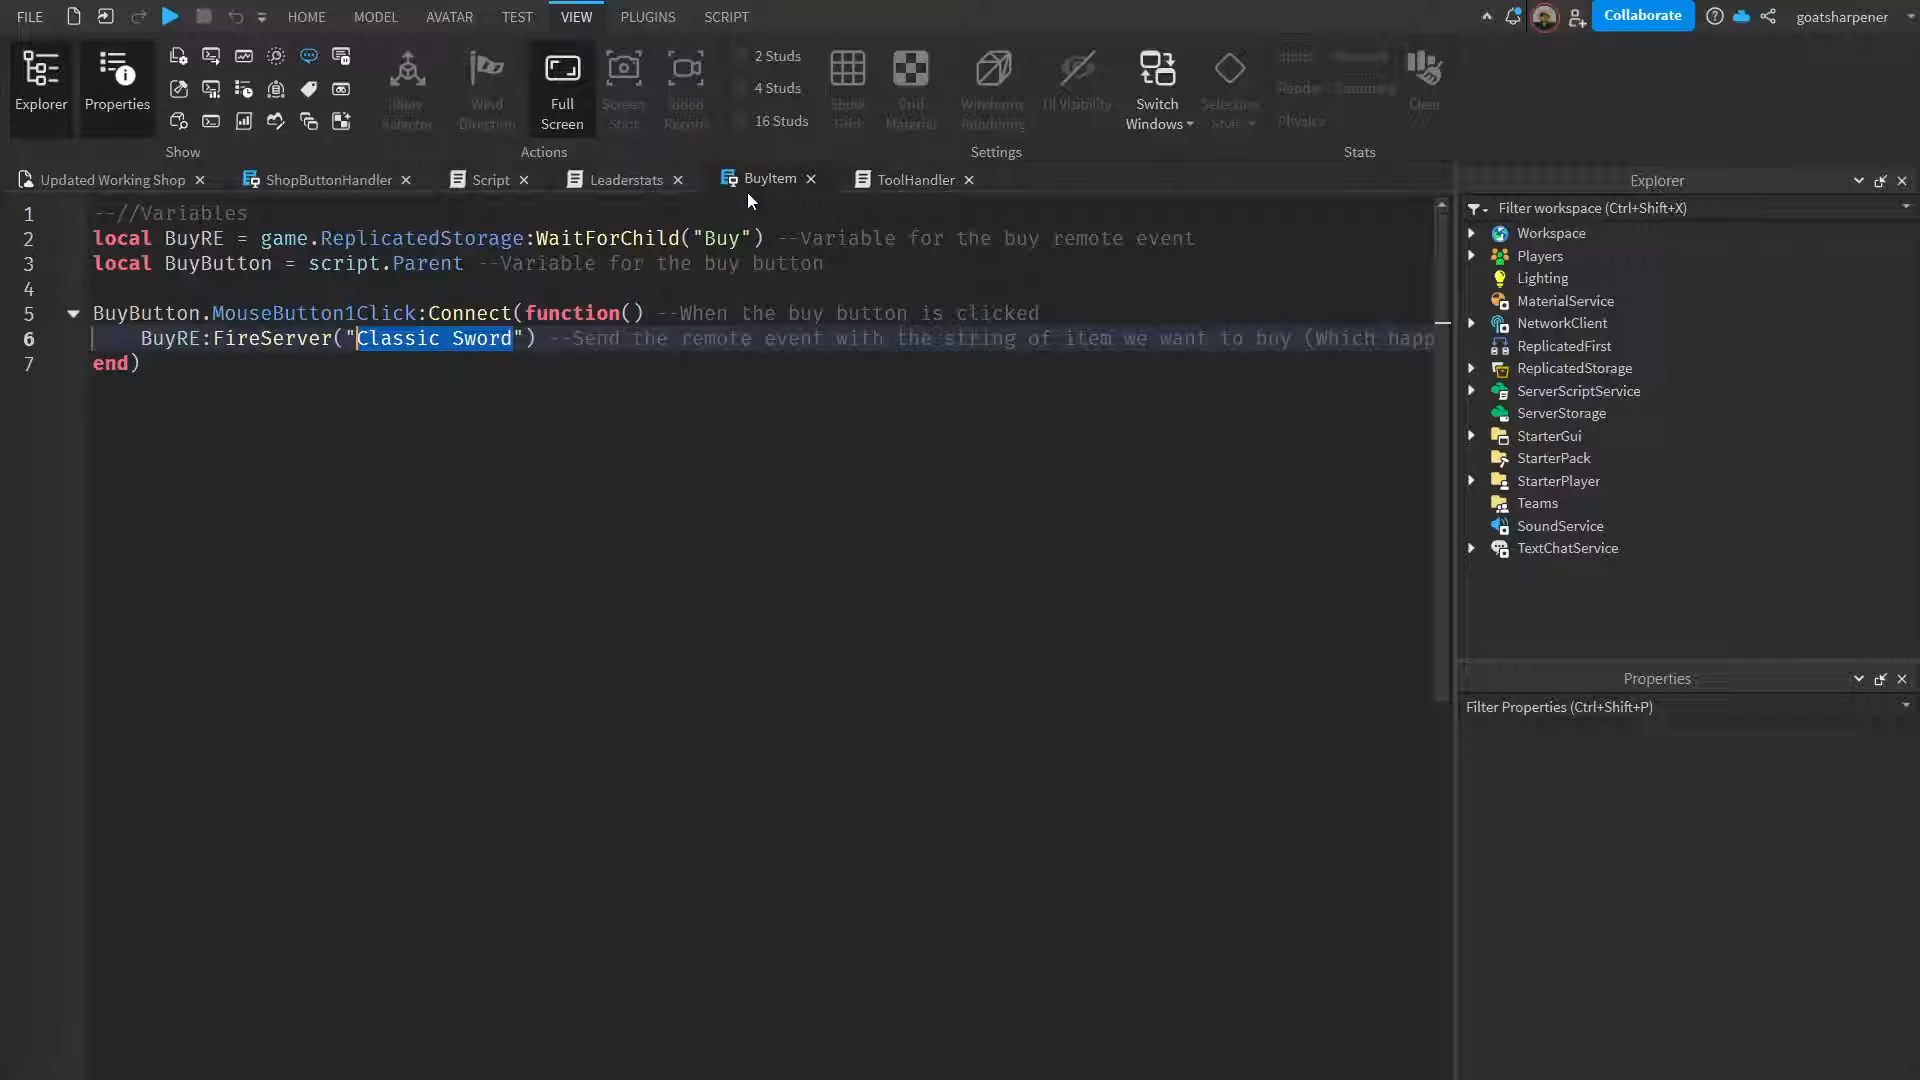 FILE HOME MODEL AVATAR TEST VIEW PLUGINS SCRIPT Collaborate goatsharpener
Explorer Properties Full Screen 2 Studs 4 Studs 16 Studs Wireframe Rendering UI Visibility Switch Windows Clear
Show Actions Settings Stats
Updated Working Shop ShopButtonHandler Script Leaderstats BuyItem ToolHandler
1 --//Variables
2 local BuyRE = game.ReplicatedStorage:WaitForChild("Buy") --Variable for the buy remote event
3 local BuyButton = script.Parent --Variable for the buy button
4
5 BuyButton.MouseButton1Click:Connect(function() --When the buy button is clicked
6 BuyRE:FireServer("Classic Sword") --Send the remote event with the string of item we want to buy (Which happ
7 end)
Explorer
Filter workspace (Ctrl+Shift+X)
Workspace
Players
Lighting
MaterialService
NetworkClient
ReplicatedFirst
ReplicatedStorage
ServerScriptService
ServerStorage
StarterGui
StarterPack
StarterPlayer
Teams
SoundService
TextChatService
Properties
Filter Properties (Ctrl+Shift+P)